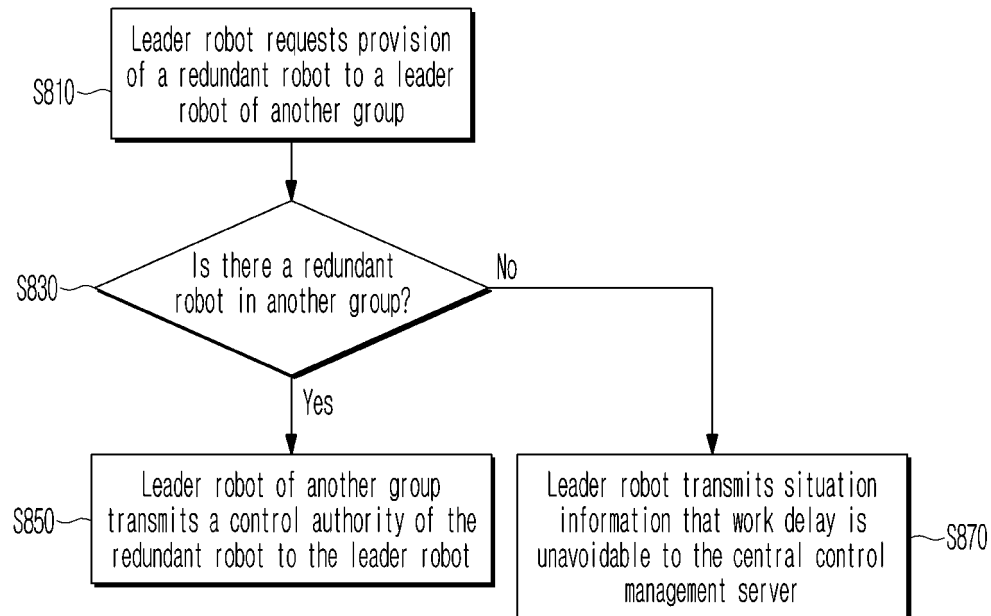 Leader robot requests provision
of a redundant robot to a leader
robot of another group
S810
Is there a redundant
robot in another group?
S830
No
Yes
Leader robot of another group
transmits a control authority of the
redundant robot to the leader robot
S850
Leader robot transmits situation
information that work delay is
unavoidable to the central control
management server
S870